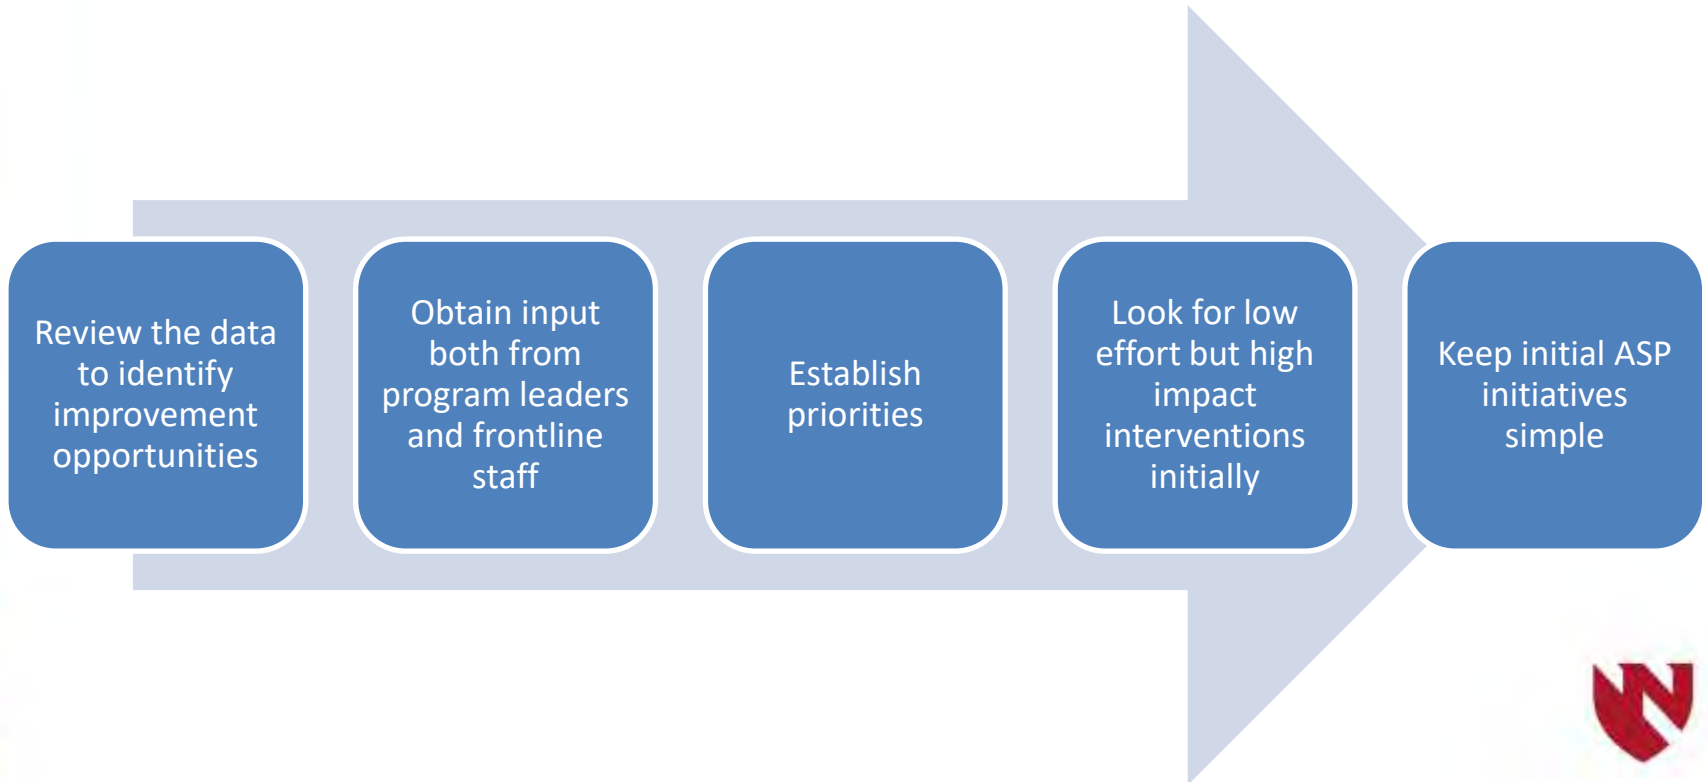 Review the data
to identify
improvement
opportunities
Obtain input
both from
program leaders
and frontline
staff
Establish
priorities
Look for low
effort but high
impact
interventions
initially
Keep initial ASP
initiatives
simple